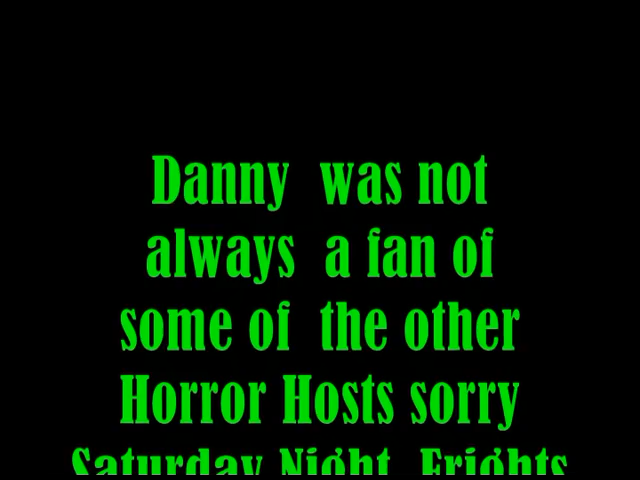 Danny was not
always a fan of
some of the other
Horror Hosts sorry
Saturday Night Frights